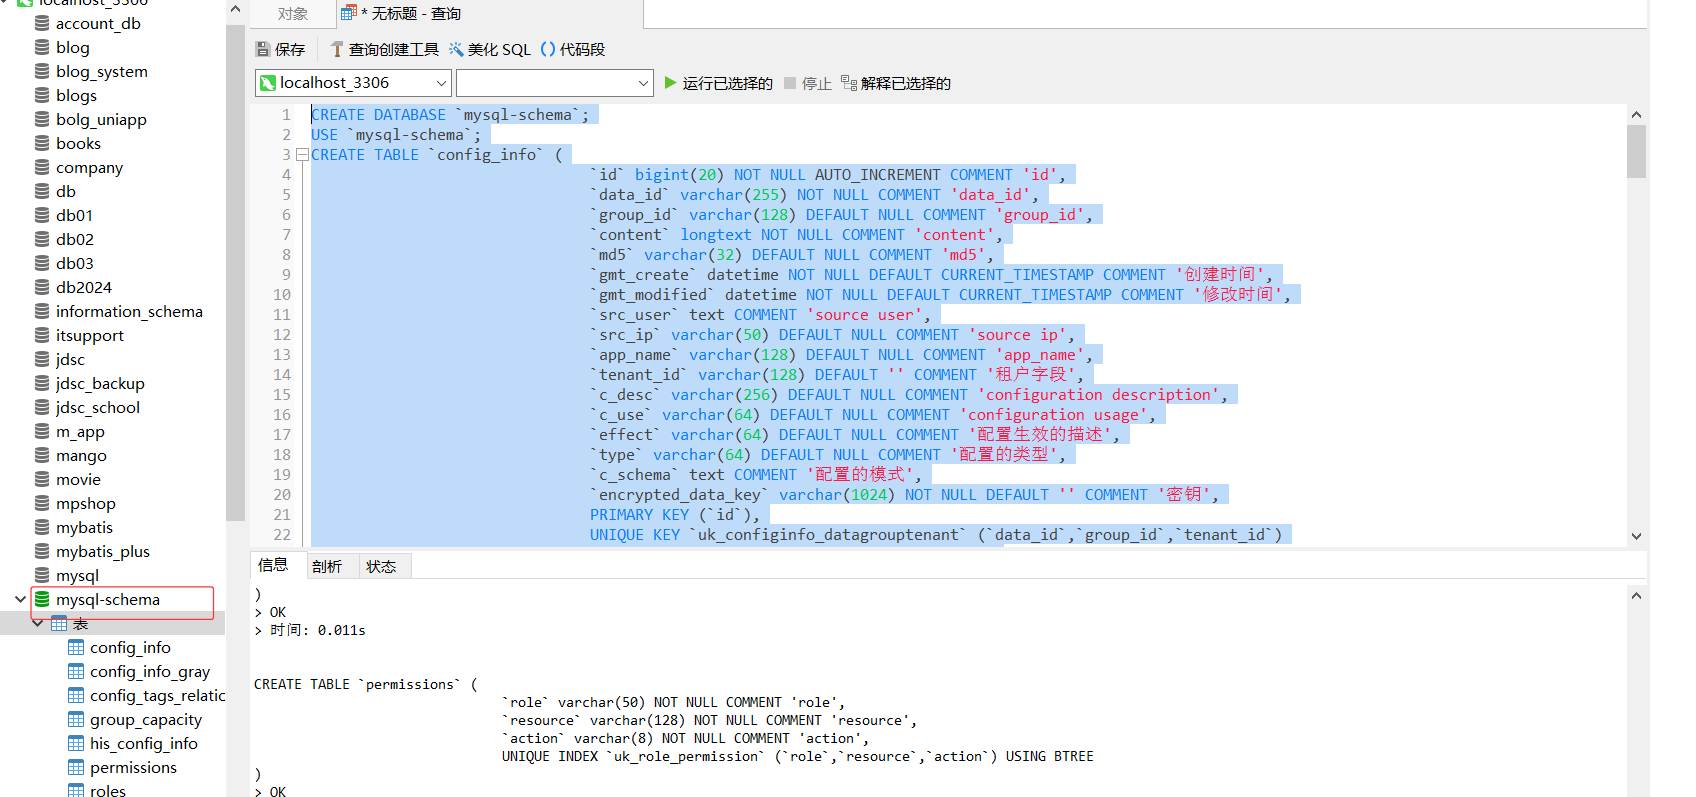 localhost_3306
account_db
blog
blog_system
blogs
bolg_uniapp
books
company
db
db01
db02
db03
db2024
information_schema
itsupport
jdsc
jdsc_backup
jdsc_school
m_app
mango
movie
mpshop
mybatis
mybatis_plus
mysql
mysql-schema
表
config_info
config_info_gray
config_tags_relatic
group_capacity
his_config_info
permissions
roles
对象
* 无标题 - 查询
保存 查询创建工具 美化 SQL () 代码段
localhost_3306 运行已选择的 停止 解释已选择的
1 CREATE DATABASE `mysql-schema`;
2 USE `mysql-schema`;
3 CREATE TABLE `config_info` (
4 `id` bigint(20) NOT NULL AUTO_INCREMENT COMMENT 'id',
5 `data_id` varchar(255) NOT NULL COMMENT 'data_id',
6 `group_id` varchar(128) DEFAULT NULL COMMENT 'group_id',
7 `content` longtext NOT NULL COMMENT 'content',
8 `md5` varchar(32) DEFAULT NULL COMMENT 'md5',
9 `gmt_create` datetime NOT NULL DEFAULT CURRENT_TIMESTAMP COMMENT '创建时间',
10 `gmt_modified` datetime NOT NULL DEFAULT CURRENT_TIMESTAMP COMMENT '修改时间',
11 `src_user` text COMMENT 'source user',
12 `src_ip` varchar(50) DEFAULT NULL COMMENT 'source ip',
13 `app_name` varchar(128) DEFAULT NULL COMMENT 'app_name',
14 `tenant_id` varchar(128) DEFAULT '' COMMENT '租户字段',
15 `c_desc` varchar(256) DEFAULT NULL COMMENT 'configuration description',
16 `c_use` varchar(64) DEFAULT NULL COMMENT 'configuration usage',
17 `effect` varchar(64) DEFAULT NULL COMMENT '配置生效的描述',
18 `type` varchar(64) DEFAULT NULL COMMENT '配置的类型',
19 `c_schema` text COMMENT '配置的模式',
20 `encrypted_data_key` varchar(1024) NOT NULL DEFAULT '' COMMENT '密钥',
21 PRIMARY KEY (`id`),
22 UNIQUE KEY `uk_configinfo_datagrouptenant` (`data_id`,`group_id`,`tenant_id`)
信息 剖析 状态
)
> OK
> 时间: 0.011s
CREATE TABLE `permissions` (
`role` varchar(50) NOT NULL COMMENT 'role',
`resource` varchar(128) NOT NULL COMMENT 'resource',
`action` varchar(8) NOT NULL COMMENT 'action',
UNIQUE INDEX `uk_role_permission` (`role`,`resource`,`action`) USING BTREE
)
> OK